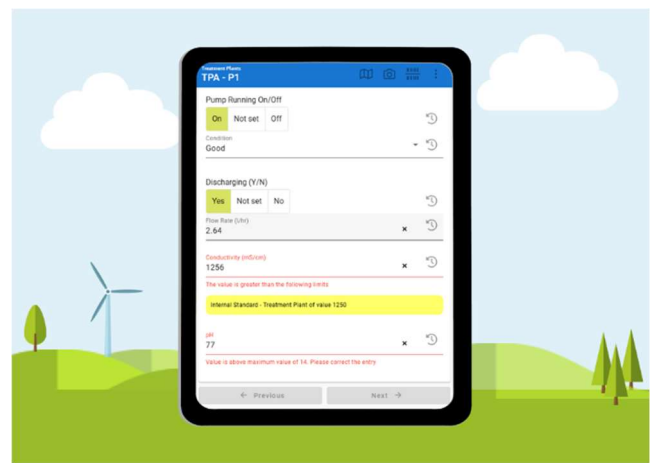 Treatment Plants
TPA - P1
Pump Running On/Off
On Not set Off
Condition
Good
Discharging (Y/N)
Yes Not set No
Flow Rate (l/hr)
2.64
Conductivity (mS/cm)
1256
The value is greater than the following limits
Internal Standard - Treatment Plant of value 1250
pH
77
Value is above maximum value of 14. Please correct the entry
← Previous Next →